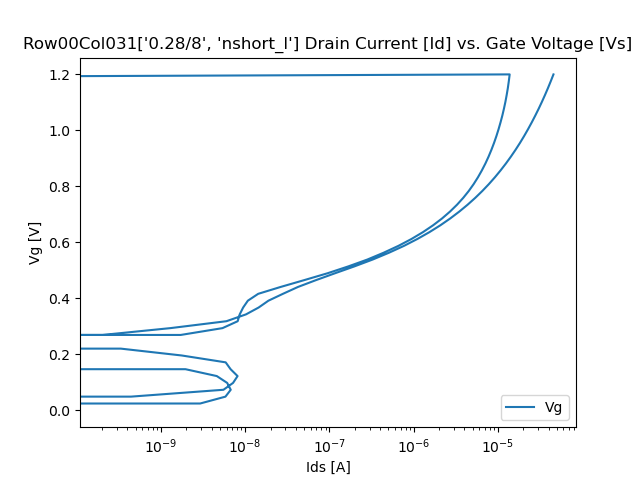 Row00Col031['0.28/8', 'nshort_l'] Drain Current [Id] vs. Gate Voltage [Vs]
1.2
1.0
0.8
0.6
0.4
0.2
0.0
Vg [V]
Vg
10⁻⁹ 10⁻⁸ 10⁻⁷ 10⁻⁶ 10⁻⁵
Ids [A]